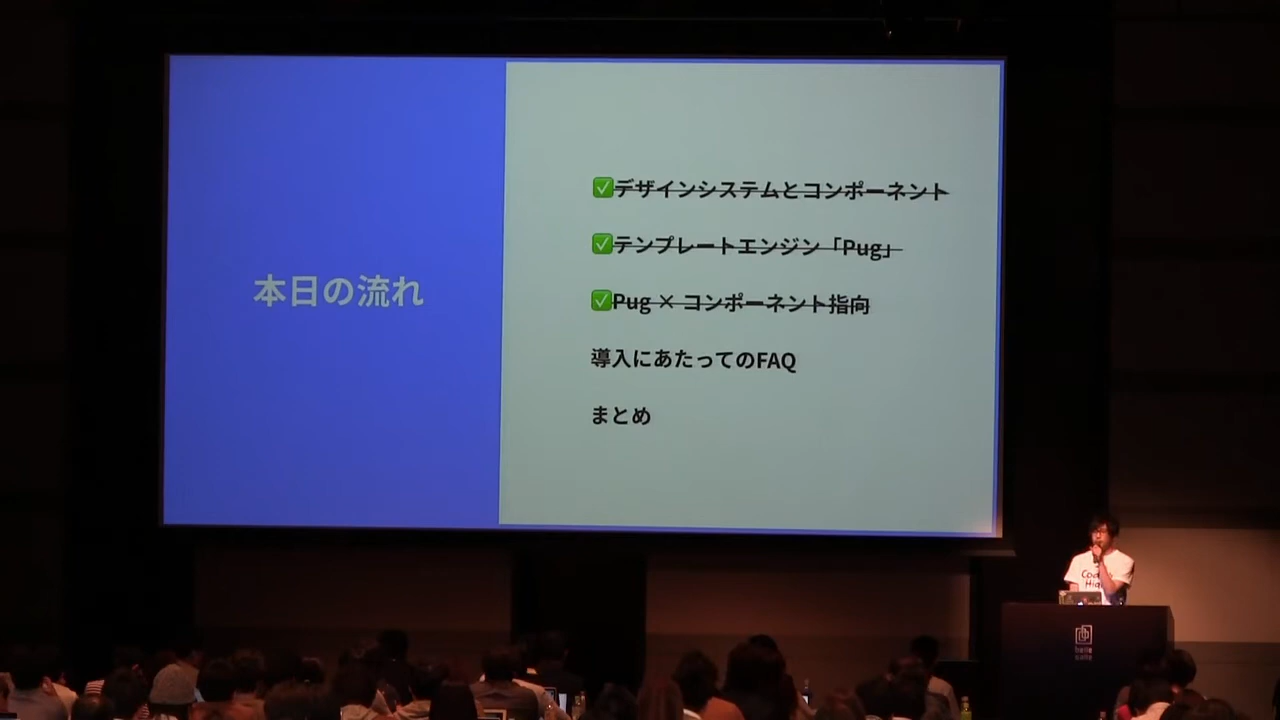 本日の流れ
✅デザインシステムとコンポーネント
✅テンプレートエンジン「Pug」
✅Pug × コンポーネント指向
導入にあたってのFAQ
まとめ